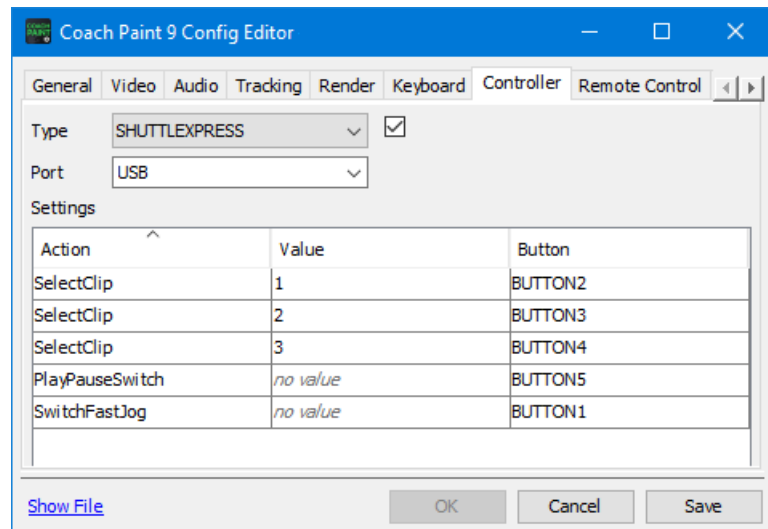 COACH PAINT
Coach Paint 9 Config Editor
General Video Audio Tracking Render Keyboard Controller Remote Control
Type SHUTTLEXPRESS
Port USB
Settings
Action Value Button
SelectClip 1 BUTTON2
SelectClip 2 BUTTON3
SelectClip 3 BUTTON4
PlayPauseSwitch no value BUTTON5
SwitchFastJog no value BUTTON1
Show File OK Cancel Save